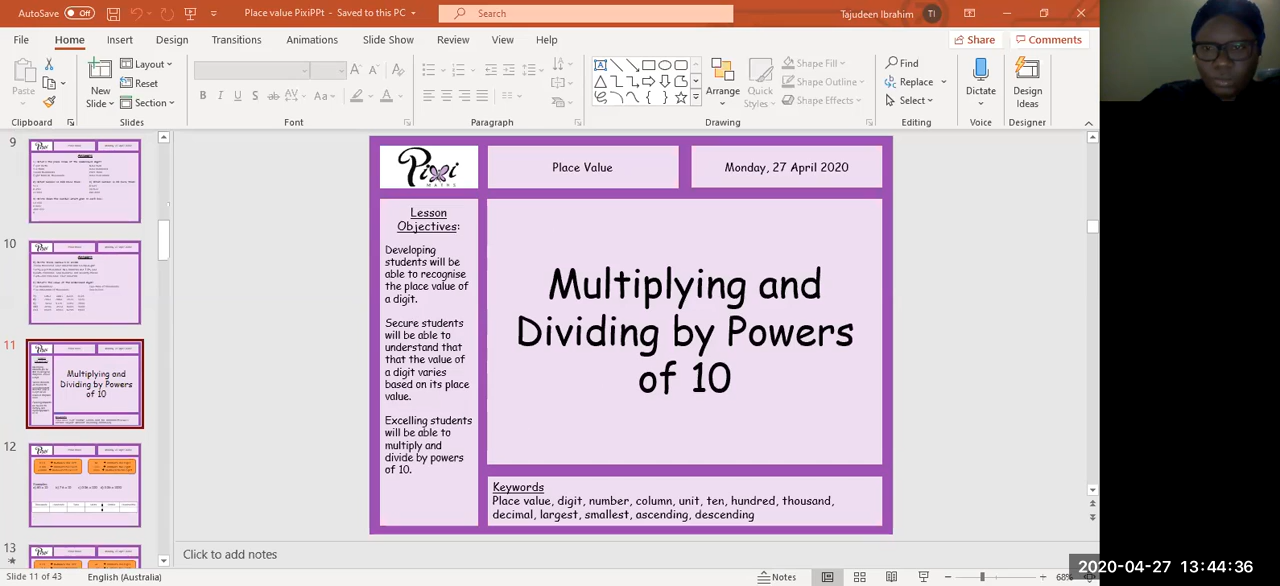 AutoSave Off
Place value PixiPPt - Saved to this PC
Search
Tajudeen Ibrahim
TI
File Home Insert Design Transitions Animations Slide Show Review View Help
Share Comments
Paste
Clipboard
New
Slide
Layout
Reset
Section
Slides
B I U S ab AV Aa A
Font
Paragraph
Arrange
Quick
Styles
Shape Fill
Shape Outline
Shape Effects
Drawing
Find
Replace
Select
Editing
Dictate
Voice
Design
Ideas
Designer
9
10
11
Multiplying and
Dividing by Powers
of 10
12
13
Pixi
MATHS
Place Value
Monday, 27 April 2020
Lesson
Objectives:
Developing
students will be
able to recognise
the place value of
a digit.
Secure students
will be able to
understand that
that the value of
a digit varies
based on its place
value.
Excelling students
will be able to
multiply and
divide by powers
of 10.
Multiplying and
Dividing by Powers
of 10
Keywords
Place value, digit, number, column, unit, ten, hundred, thousand,
decimal, largest, smallest, ascending, descending
Click to add notes
Slide 11 of 43
English (Australia)
Notes
68%
2020-04-27 13:44:36